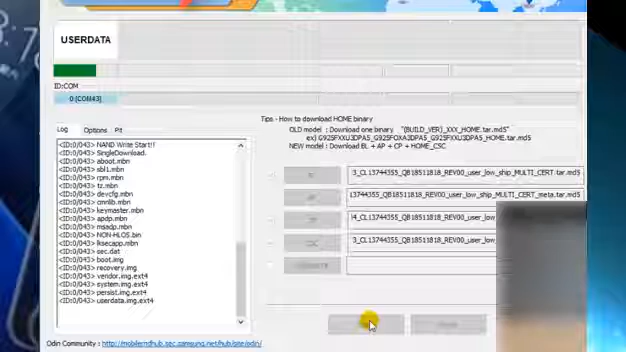 USERDATA
ID:COM
0:[COM43]
Tips - How to download HOME binary
OLD model : Download one binary "[BUILD_VER]_XXX_HOME.tar.md5"
ex) G925FXXU3DPA5_G925FOXA3DPA5_G925FXXU3DPA5_HOME.tar.md5
NEW model : Download BL + AP + CP + HOME_CSC
Log
Options
Pit
<ID:0/043> NAND Write Start!!
<ID:0/043> SingleDownload.
<ID:0/043> aboot.mbn
<ID:0/043> sbl1.mbn
<ID:0/043> rpm.mbn
<ID:0/043> tz.mbn
<ID:0/043> devcfg.mbn
<ID:0/043> cmnlib.mbn
<ID:0/043> keymaster.mbn
<ID:0/043> apdp.mbn
<ID:0/043> msadp.mbn
<ID:0/043> NON-HLOS.bin
<ID:0/043> lksecapp.mbn
<ID:0/043> sec.dat
<ID:0/043> boot.img
<ID:0/043> recovery.img
<ID:0/043> vendor.img.ext4
<ID:0/043> system.img.ext4
<ID:0/043> persist.img.ext4
<ID:0/043> userdata.img.ext4
3_CL13744355_QB18511818_REV00_user_low_ship_MULTI_CERT.tar.md5
13744355_QB18511818_REV00_user_low_ship_MULTI_CERT_meta.tar.md5
4_CL13744355_QB18511818_REV00_user_low_
CSC
3_CL13744355_QB18511818_REV00_user_low_
Odin Community : http://mobilerndhub.sec.samsung.net/hub/site/odin/